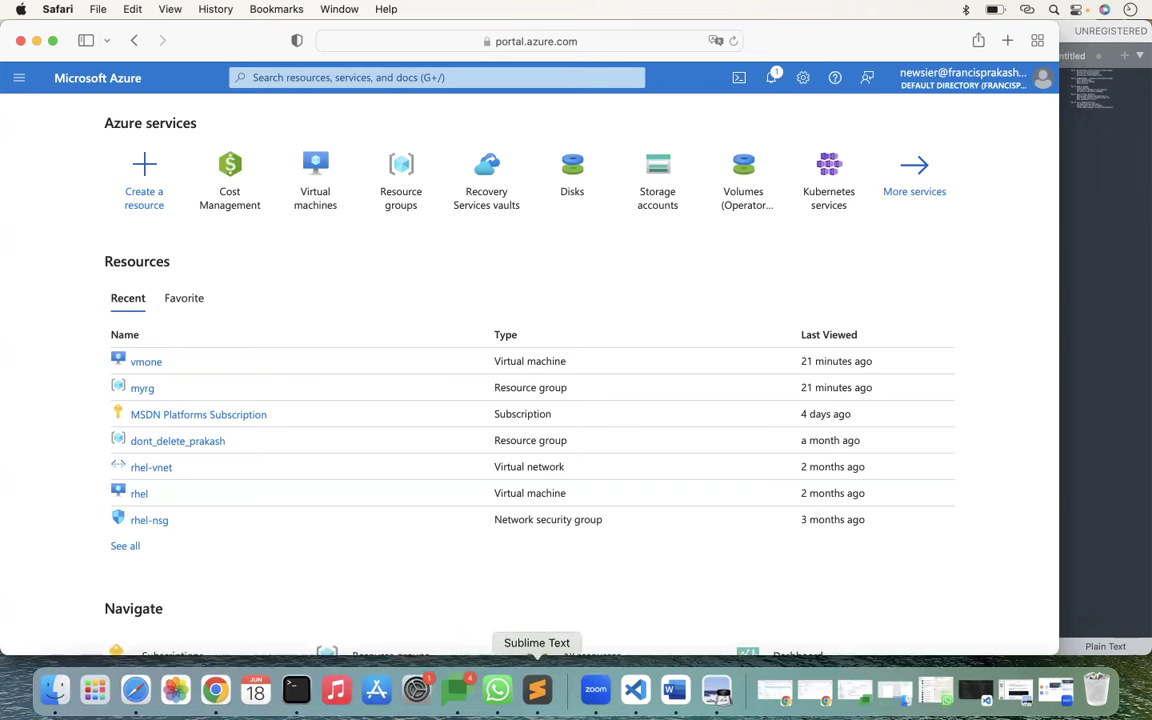 Safari File Edit View History Bookmarks Window Help
UNREGISTERED
portal.azure.com
Microsoft Azure
Search resources, services, and docs (G+/)
1
newsier@francisprakash...
DEFAULT DIRECTORY (FRANCISP...
Azure services
Create a resource
Cost Management
Virtual machines
Resource groups
Recovery Services vaults
Disks
Storage accounts
Volumes (Operator...
Kubernetes services
More services
Resources
Recent Favorite
Name Type Last Viewed
vmone Virtual machine 21 minutes ago
myrg Resource group 21 minutes ago
MSDN Platforms Subscription Subscription 4 days ago
dont_delete_prakash Resource group a month ago
rhel-vnet Virtual network 2 months ago
rhel Virtual machine 2 months ago
rhel-nsg Network security group 3 months ago
See all
Navigate
Sublime Text
Plain Text
JUN
18
1
4
zoom